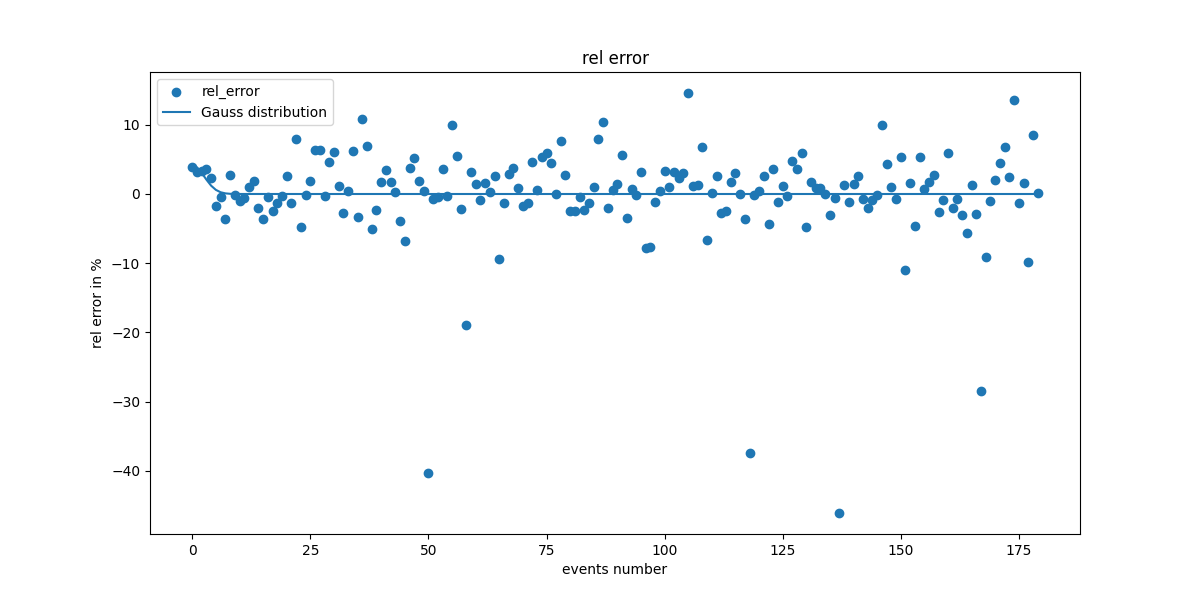 rel error
rel_error
Gauss distribution
rel error in %
10
0
−10
−20
−30
−40
0 25 50 75 100 125 150 175
events number